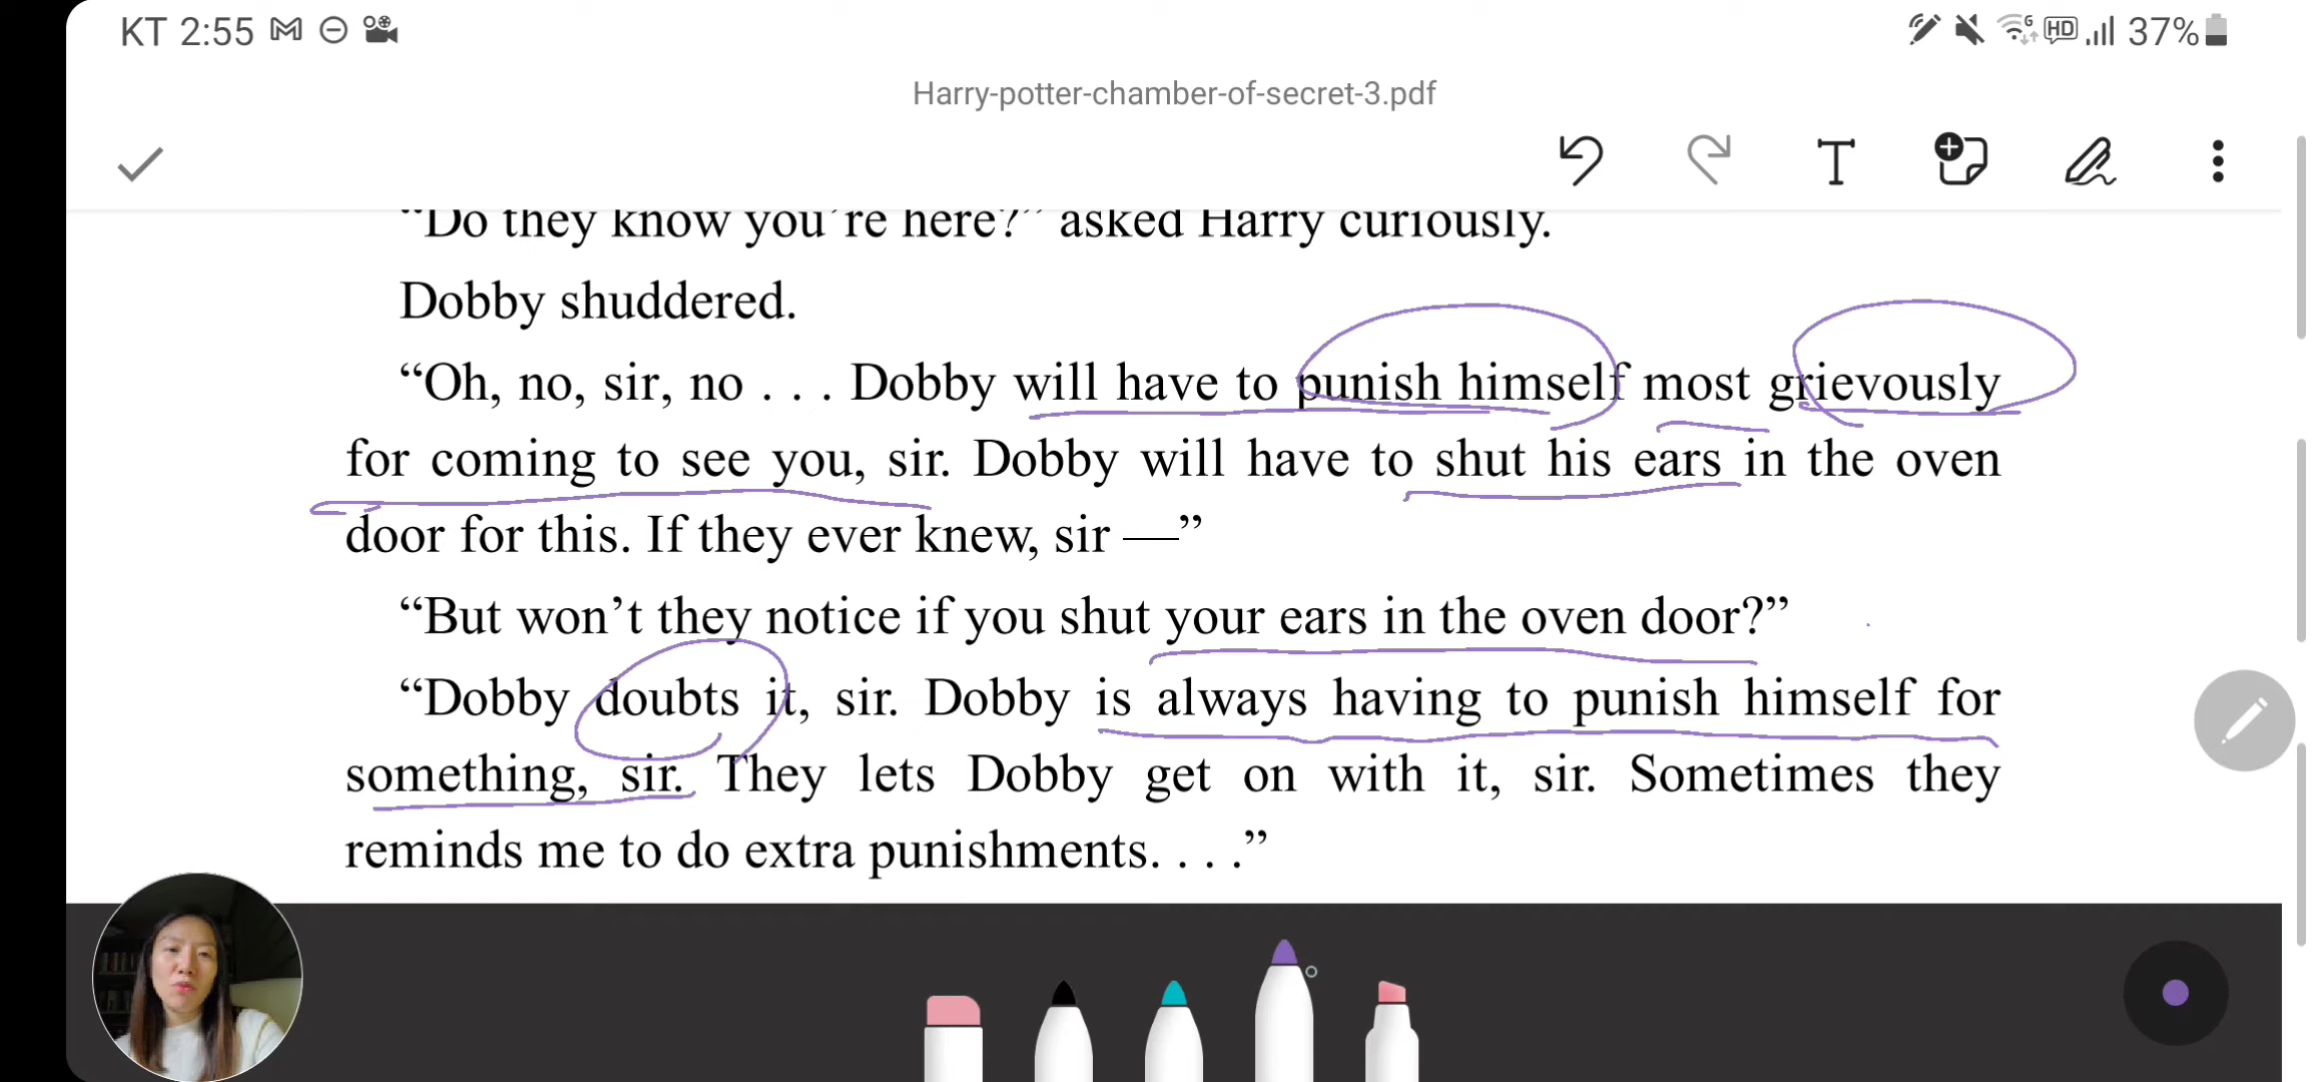 KT 2:55
6 HD 37%
Harry-potter-chamber-of-secret-3.pdf
T
“Do they know you’re here?” asked Harry curiously.
Dobby shuddered.
“Oh, no, sir, no . . . Dobby will have to punish himself most grievously
for coming to see you, sir. Dobby will have to shut his ears in the oven
door for this. If they ever knew, sir —”
“But won’t they notice if you shut your ears in the oven door?”
“Dobby doubts it, sir. Dobby is always having to punish himself for
something, sir. They lets Dobby get on with it, sir. Sometimes they
reminds me to do extra punishments. . . .”